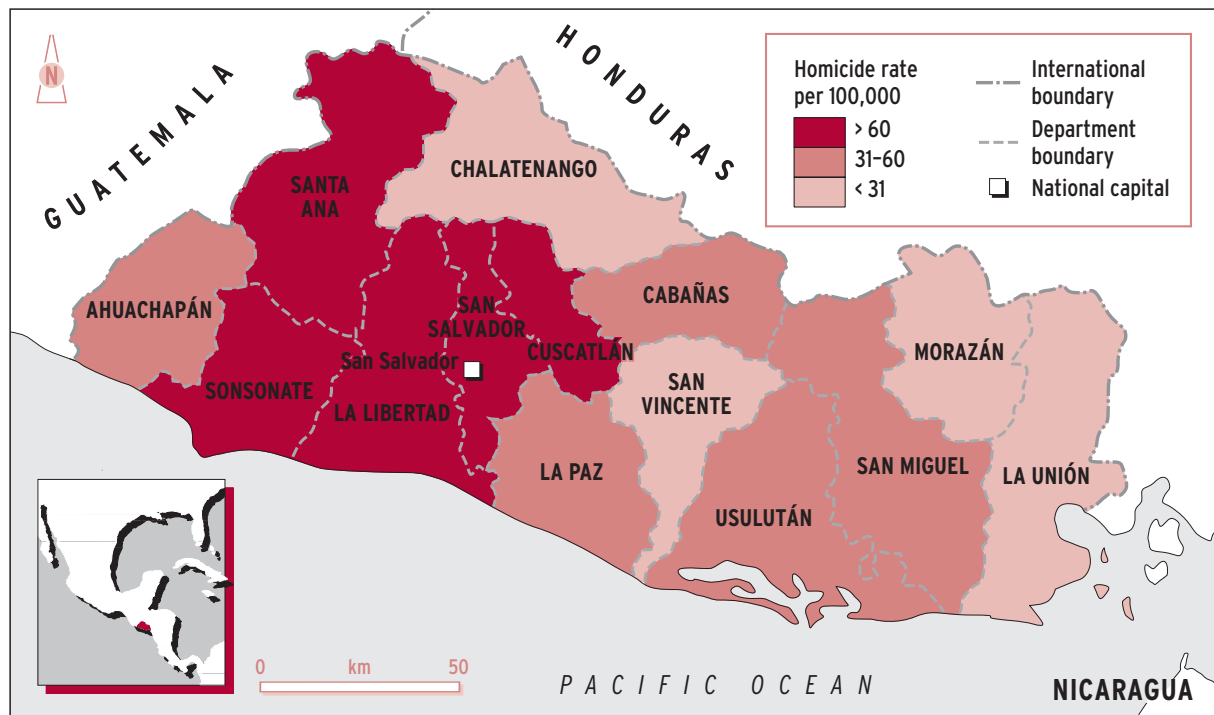 GUATEMALA
HONDURAS
N
Homicide rate
per 100,000
> 60
31–60
< 31
International
boundary
Department
boundary
National capital
CHALATENANGO
SANTA
ANA
AHUACHAPÁN
CABAÑAS
SAN
SALVADOR
CUSCATLÁN
San Salvador
MORAZÁN
SONSONATE
LA LIBERTAD
SAN
VINCENTE
LA PAZ
SAN MIGUEL
LA UNIÓN
USULUTÁN
0 km 50
PACIFIC OCEAN
NICARAGUA